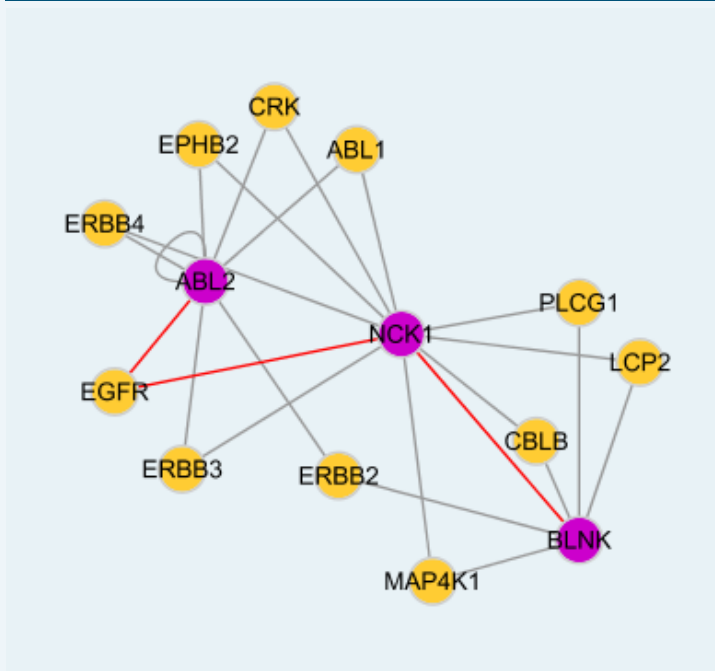 CRK
EPHB2
ABL1
ERBB4
ABL2
PLCG1
NCK1
LCP2
EGFR
CBLB
ERBB3
ERBB2
BLNK
MAP4K1